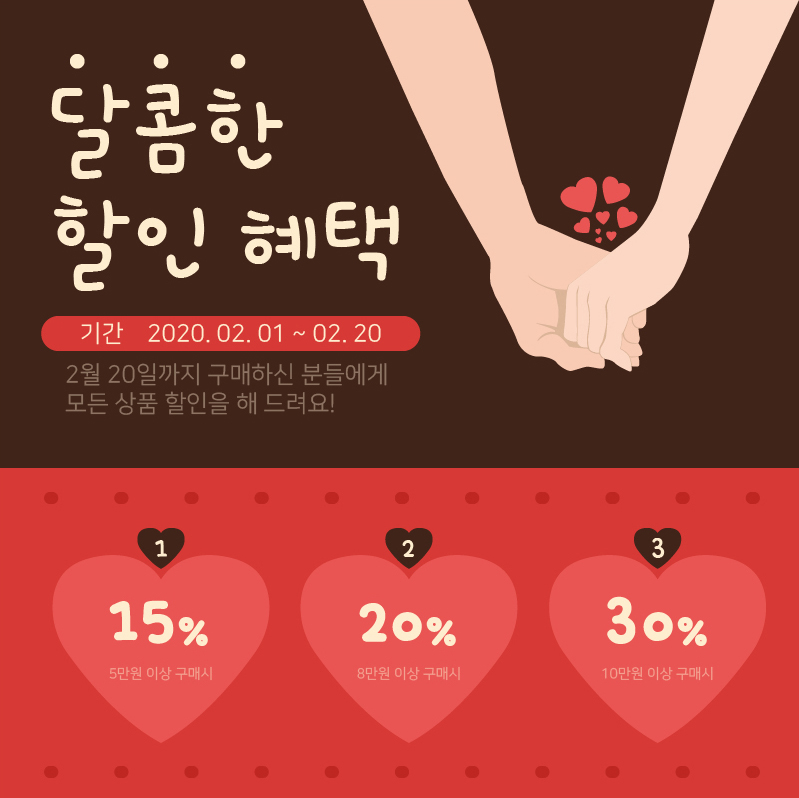 달콤한
할인 혜택
기간 2020. 02. 01 ~ 02. 20
2월 20일까지 구매하신 분들에게
모든 상품 할인을 해 드려요!
1
15%
5만원 이상 구매시
2
20%
8만원 이상 구매시
3
30%
10만원 이상 구매시